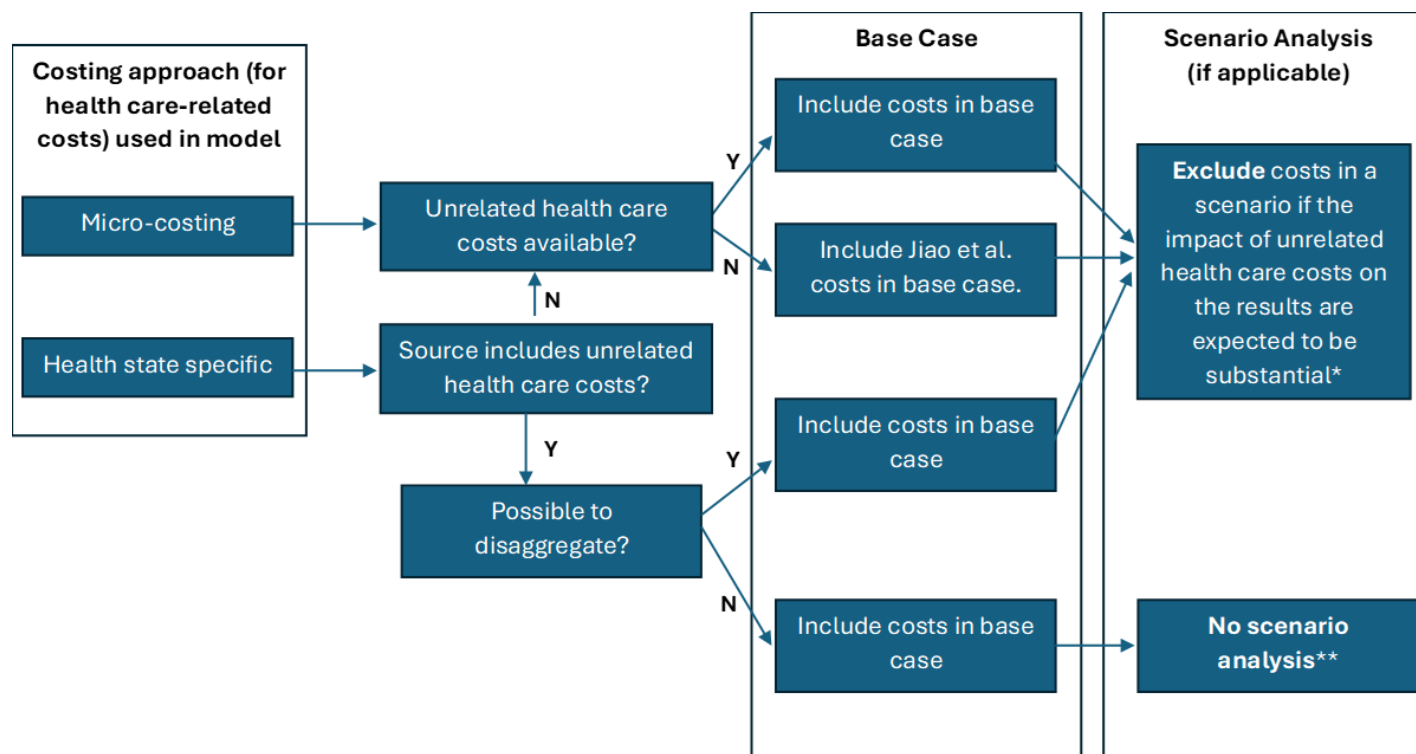 Costing approach (for
health care-related
costs) used in model
Micro-costing
Health state specific
Unrelated health care
costs available?
N
Source includes unrelated
health care costs?
Y
Possible to
disaggregate?
Y
N
Y
N
Base Case
Include costs in base
case
Include Jiao et al.
costs in base case.
Include costs in base
case
Include costs in base
case
Scenario Analysis
(if applicable)
Exclude costs in a
scenario if the
impact of unrelated
health care costs on
the results are
expected to be
substantial*
No scenario
analysis**